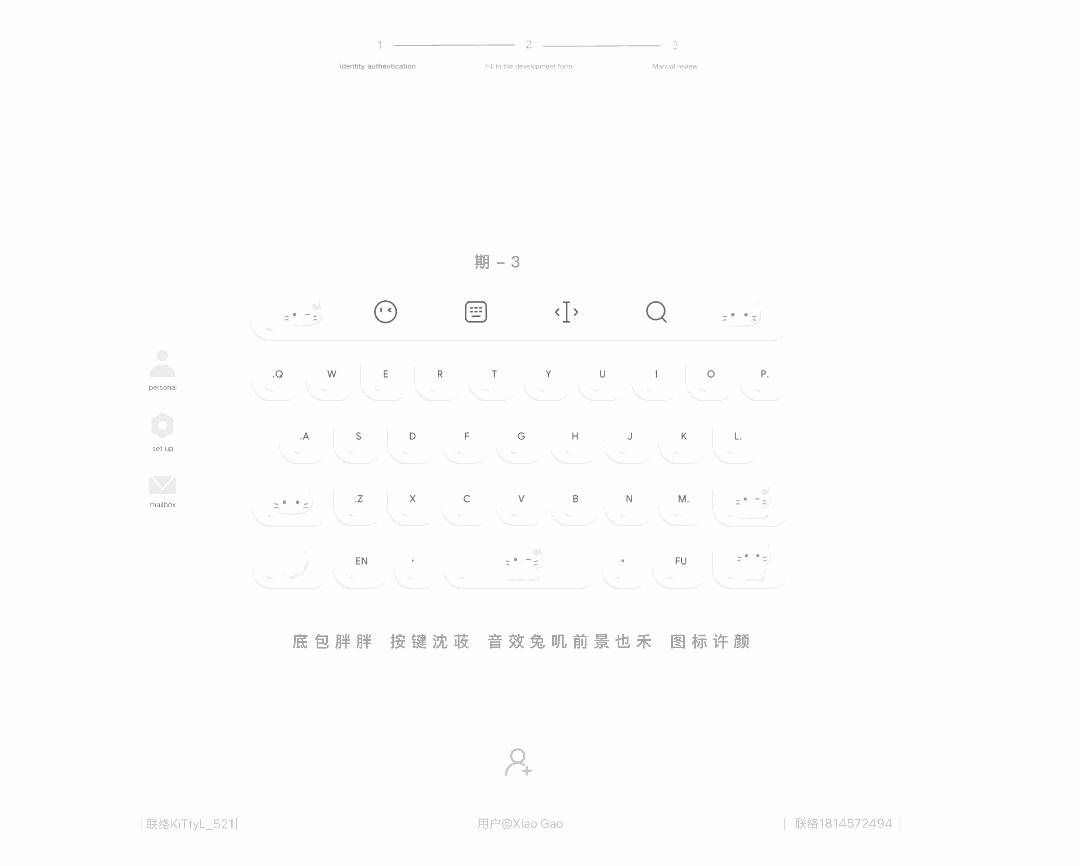 1 2 3
identity authentication Fill in the development form Manual review
期 – 3
.Q W E R T Y U I O P.
personal
.A S D F G H J K L.
set up
.Z X C V B N M.
mailbox
EN FU
底包胖胖 按键沈莜 音效兔叽前景也禾 图标许颜
联络KiTtyL_521 用户@Xiao Gao 联络1814572494